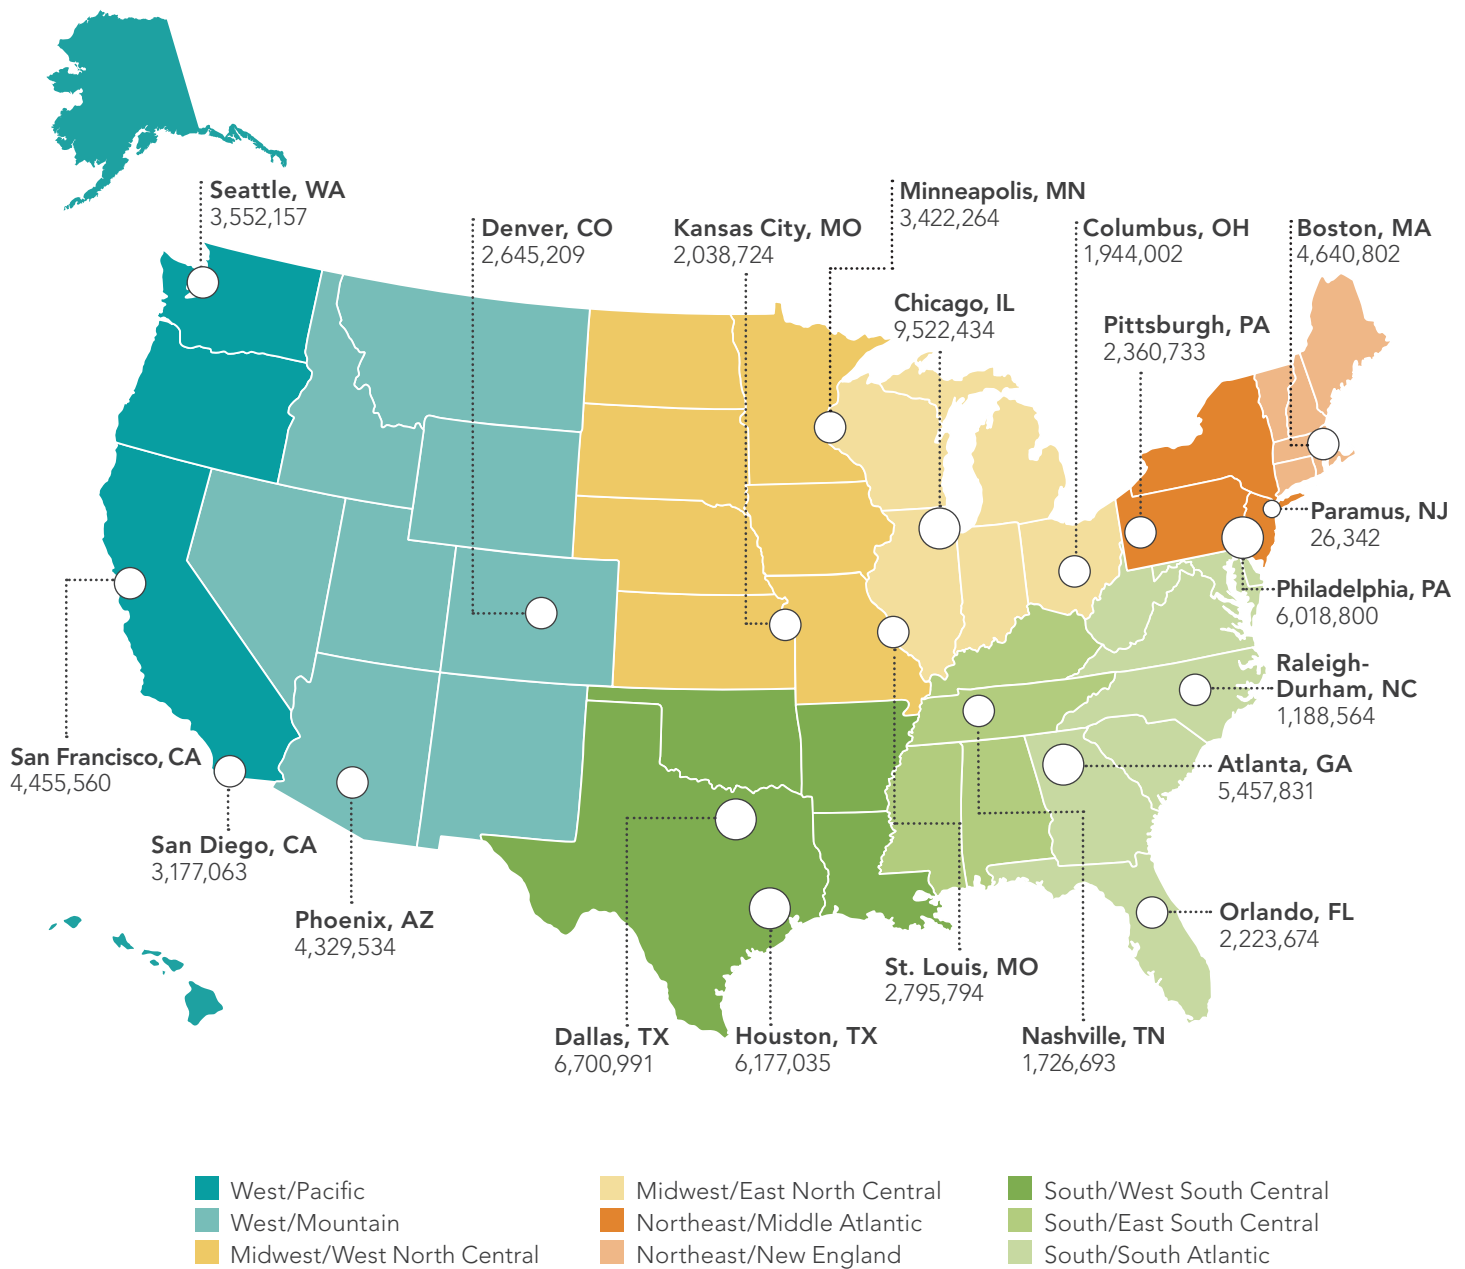 Seattle, WA
3,552,157
Denver, CO
2,645,209
Kansas City, MO
2,038,724
Minneapolis, MN
3,422,264
Columbus, OH
1,944,002
Boston, MA
4,640,802
Chicago, IL
9,522,434
Pittsburgh, PA
2,360,733
Paramus, NJ
26,342
Philadelphia, PA
6,018,800
Raleigh-
Durham, NC
1,188,564
San Francisco, CA
4,455,560
Atlanta, GA
5,457,831
San Diego, CA
3,177,063
Phoenix, AZ
4,329,534
Orlando, FL
2,223,674
St. Louis, MO
2,795,794
Dallas, TX
6,700,991
Houston, TX
6,177,035
Nashville, TN
1,726,693
West/Pacific
West/Mountain
Midwest/West North Central
Midwest/East North Central
Northeast/Middle Atlantic
Northeast/New England
South/West South Central
South/East South Central
South/South Atlantic